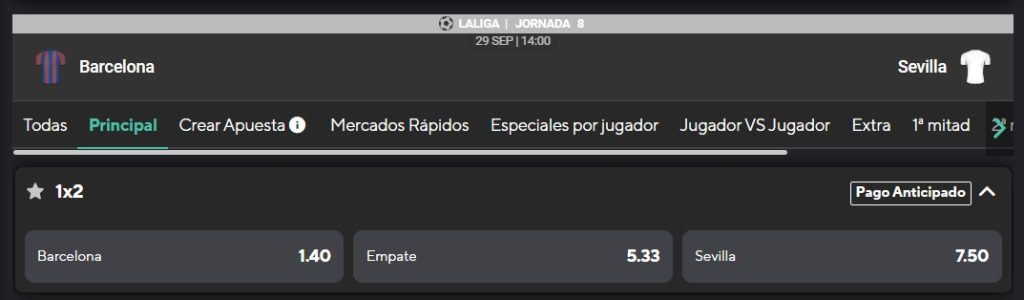 LALIGA | JORNADA 8
29 SEP | 14:00
Barcelona
Sevilla
Todas Principal Crear Apuesta i Mercados Rápidos Especiales por jugador Jugador VS Jugador Extra 1ª mitad 2ª
1x2 Pago Anticipado
Barcelona 1.40 Empate 5.33 Sevilla 7.50